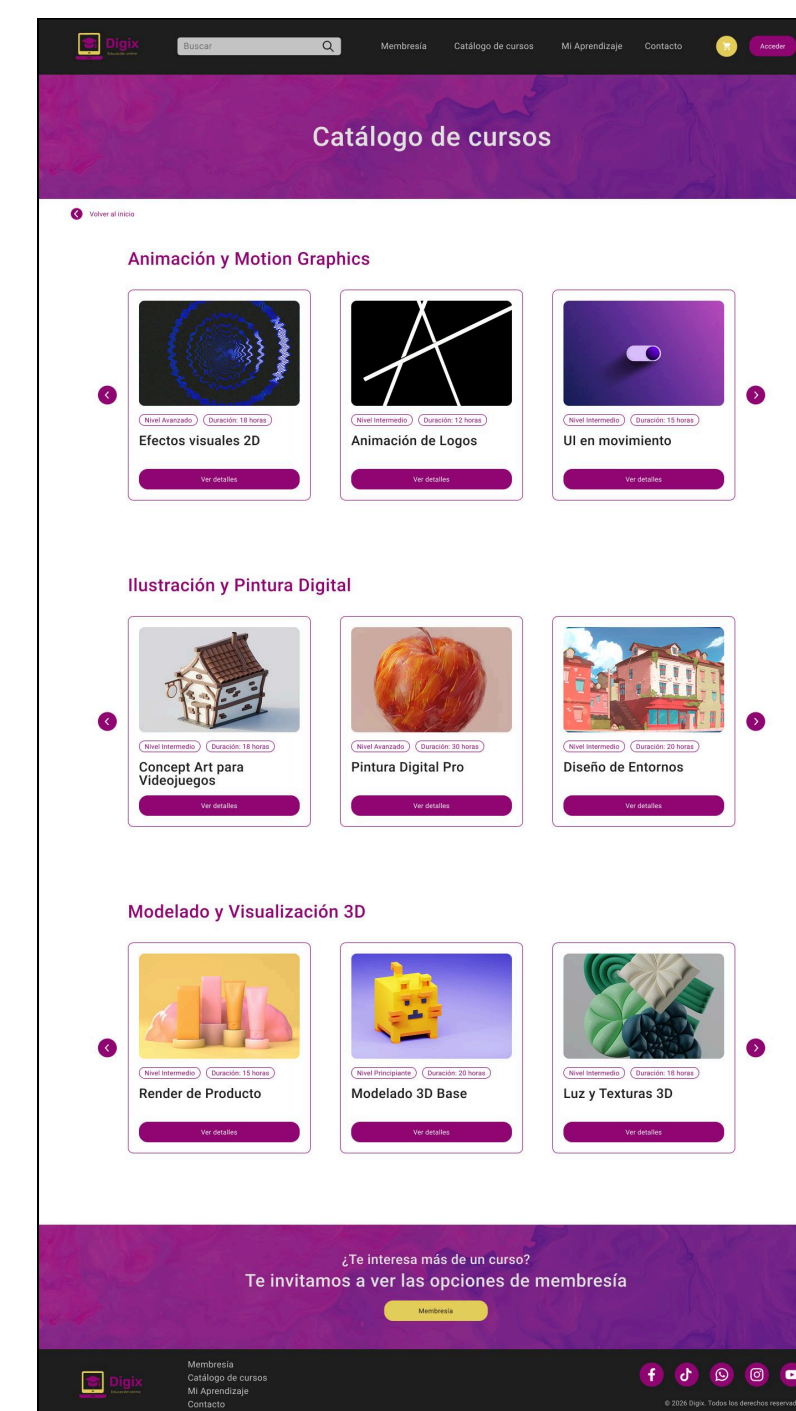 Digix
Educación online
Buscar
Membresía
Catálogo de cursos
Mi Aprendizaje
Contacto
Acceder
Catálogo de cursos
Volver al inicio
Animación y Motion Graphics
Nivel Avanzado
Duración: 18 horas
Efectos visuales 2D
Ver detalles
Nivel Intermedio
Duración: 12 horas
Animación de Logos
Ver detalles
Nivel Intermedio
Duración: 15 horas
UI en movimiento
Ver detalles
Ilustración y Pintura Digital
Nivel Intermedio
Duración: 18 horas
Concept Art para
Videojuegos
Ver detalles
Nivel Avanzado
Duración: 30 horas
Pintura Digital Pro
Ver detalles
Nivel Intermedio
Duración: 20 horas
Diseño de Entornos
Ver detalles
Modelado y Visualización 3D
Nivel Intermedio
Duración: 15 horas
Render de Producto
Ver detalles
Nivel Principiante
Duración: 20 horas
Modelado 3D Base
Ver detalles
Nivel Intermedio
Duración: 18 horas
Luz y Texturas 3D
Ver detalles
¿Te interesa más de un curso?
Te invitamos a ver las opciones de membresía
Membresía
Digix
Educación online
Membresía
Catálogo de cursos
Mi Aprendizaje
Contacto
© 2026 Digix. Todos los derechos reservad